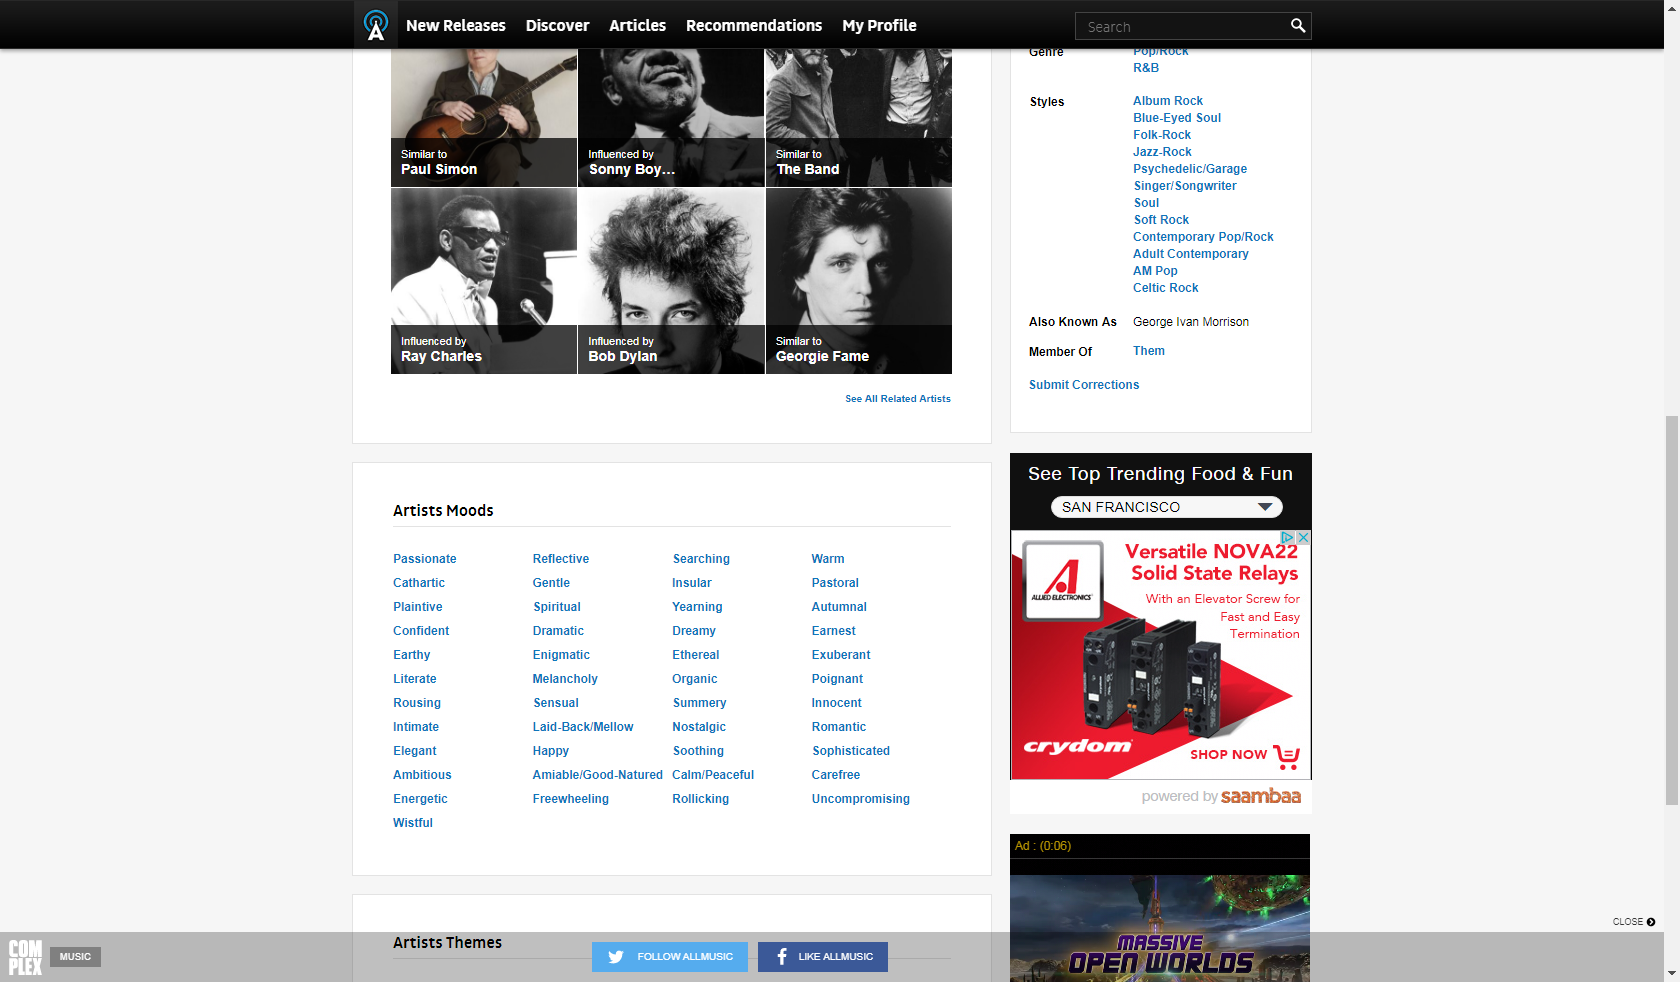 New Releases
Discover
Articles
Recommendations
My Profile
Search
Similar to
Paul Simon
Influenced by
Sonny Boy...
Similar to
The Band
Influenced by
Ray Charles
Influenced by
Bob Dylan
Similar to
Georgie Fame
See All Related Artists
Genre
Pop/Rock
R&B
Styles
Album Rock
Blue-Eyed Soul
Folk-Rock
Jazz-Rock
Psychedelic/Garage
Singer/Songwriter
Soul
Soft Rock
Contemporary Pop/Rock
Adult Contemporary
AM Pop
Celtic Rock
Also Known As George Ivan Morrison
Member Of Them
Submit Corrections
Artists Moods
Passionate Reflective Searching Warm
Cathartic Gentle Insular Pastoral
Plaintive Spiritual Yearning Autumnal
Confident Dramatic Dreamy Earnest
Earthy Enigmatic Ethereal Exuberant
Literate Melancholy Organic Poignant
Rousing Sensual Summery Innocent
Intimate Laid-Back/Mellow Nostalgic Romantic
Elegant Happy Soothing Sophisticated
Ambitious Amiable/Good-Natured Calm/Peaceful Carefree
Energetic Freewheeling Rollicking Uncompromising
Wistful
See Top Trending Food & Fun
SAN FRANCISCO
ALLIED ELECTRONICS
Versatile NOVA22
Solid State Relays
With an Elevator Screw for
Fast and Easy
Termination
crydom
SHOP NOW
powered by saambaa
Ad : (0:06)
MASSIVE
OPEN WORLDS
CLOSE
Artists Themes
COM
PLEX
MUSIC
FOLLOW ALLMUSIC
LIKE ALLMUSIC